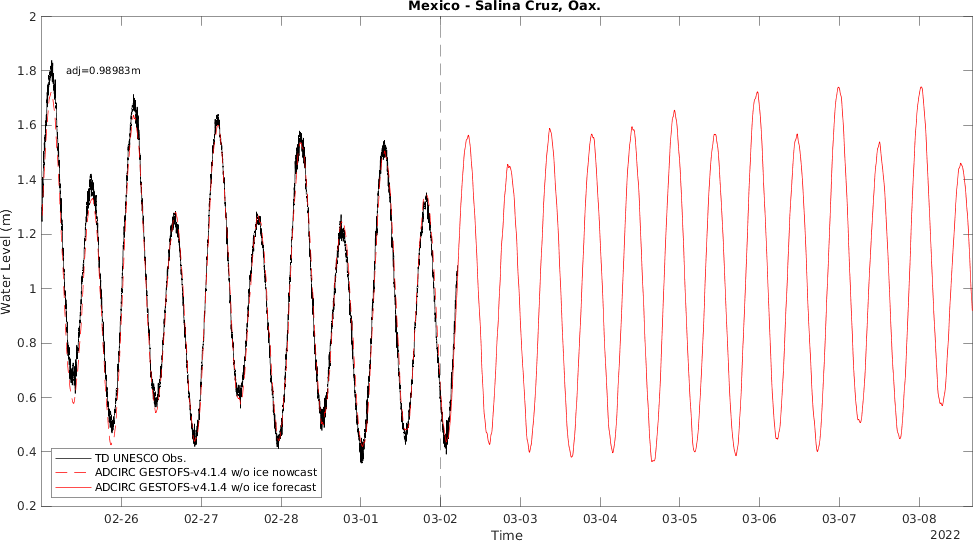 Mexico - Salina Cruz, Oax.
2
1.8
1.6
1.4
1.2
1
0.8
0.6
0.4
0.2
Water Level (m)
adj=0.98983m
TD UNESCO Obs.
ADCIRC GESTOFS-v4.1.4 w/o ice nowcast
ADCIRC GESTOFS-v4.1.4 w/o ice forecast
02-26 02-27 02-28 03-01 03-02 03-03 03-04 03-05 03-06 03-07 03-08
Time
2022